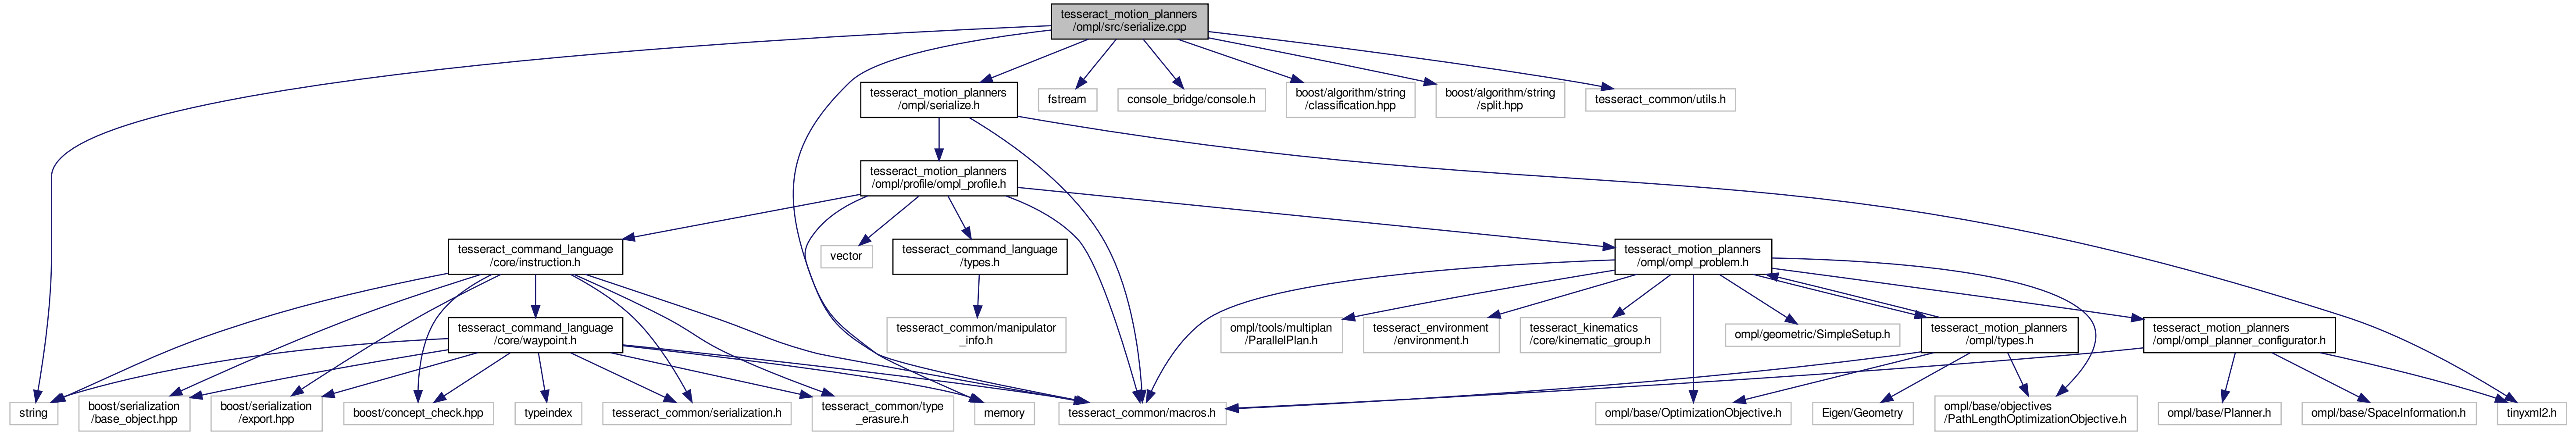 tesseract_motion_planners
/ompl/src/serialize.cpp
tesseract_motion_planners
/ompl/serialize.h
fstream
console_bridge/console.h
boost/algorithm/string
/classification.hpp
boost/algorithm/string
/split.hpp
tesseract_common/utils.h
tesseract_motion_planners
/ompl/profile/ompl_profile.h
tesseract_command_language
/core/instruction.h
vector
tesseract_command_language
/types.h
tesseract_motion_planners
/ompl/ompl_problem.h
tesseract_command_language
/core/waypoint.h
tesseract_common/manipulator
_info.h
ompl/tools/multiplan
/ParallelPlan.h
tesseract_environment
/environment.h
tesseract_kinematics
/core/kinematic_group.h
ompl/geometric/SimpleSetup.h
tesseract_motion_planners
/ompl/types.h
tesseract_motion_planners
/ompl/ompl_planner_configurator.h
string
boost/serialization
/base_object.hpp
boost/serialization
/export.hpp
boost/concept_check.hpp
typeindex
tesseract_common/serialization.h
tesseract_common/type
_erasure.h
memory
tesseract_common/macros.h
ompl/base/OptimizationObjective.h
Eigen/Geometry
ompl/base/objectives
/PathLengthOptimizationObjective.h
ompl/base/Planner.h
ompl/base/SpaceInformation.h
tinyxml2.h